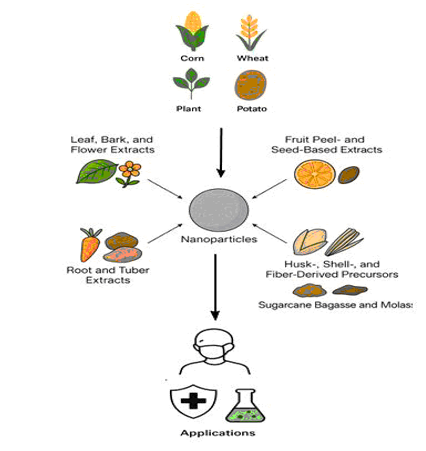 Corn
Wheat
Plant
Potato
Leaf, Bark, and
Flower Extracts
Fruit Peel- and
Seed-Based Extracts
Nanoparticles
Root and Tuber
Extracts
Husk-, Shell-, and
Fiber-Derived Precursors
Sugarcane Bagasse and Molas
Applications